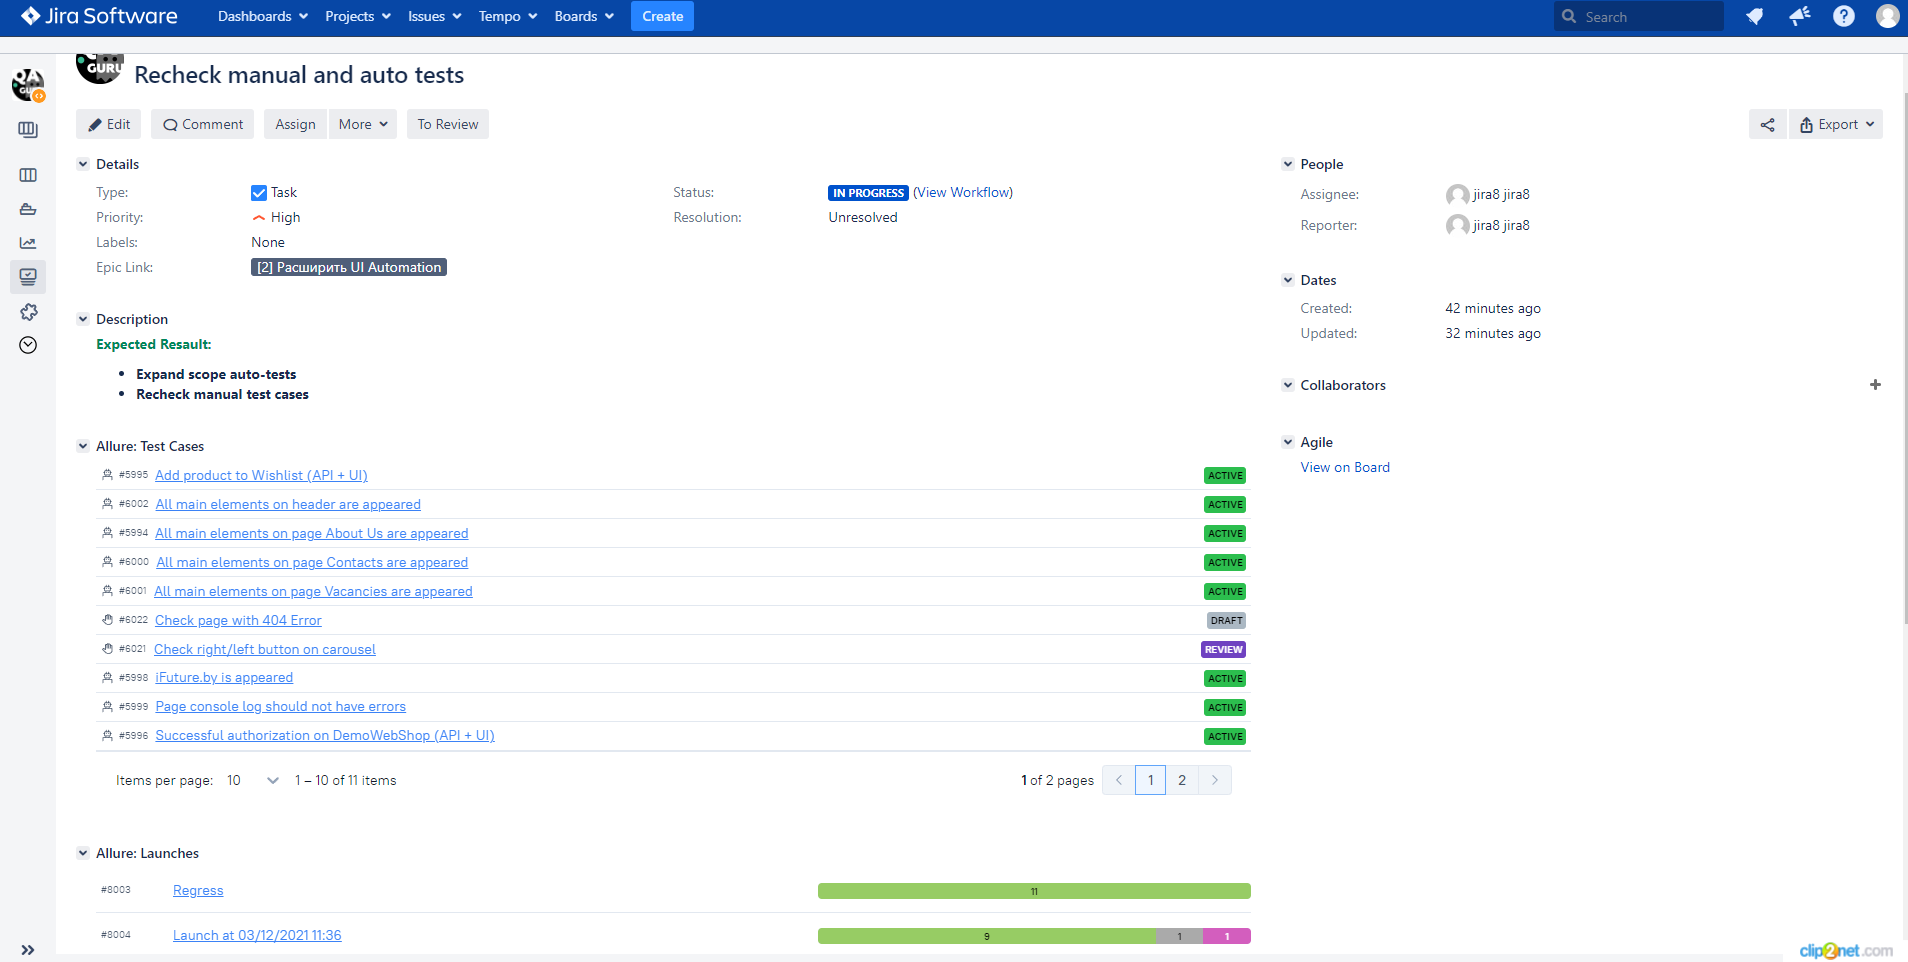 Jira Software Dashboards Projects Issues Tempo Boards Create Search
QA GURU
Recheck manual and auto tests
Edit Comment Assign More To Review Export
Details
Type: Task Status: IN PROGRESS (View Workflow)
Priority: High Resolution: Unresolved
Labels: None
Epic Link: [2] Расширить UI Automation
People
Assignee: jira8 jira8
Reporter: jira8 jira8
Dates
Created: 42 minutes ago
Updated: 32 minutes ago
Collaborators
Agile
View on Board
Description
Expected Resault:
• Expand scope auto-tests
• Recheck manual test cases
Allure: Test Cases
#5995 Add product to Wishlist (API + UI) ACTIVE
#6002 All main elements on header are appeared ACTIVE
#5994 All main elements on page About Us are appeared ACTIVE
#6000 All main elements on page Contacts are appeared ACTIVE
#6001 All main elements on page Vacancies are appeared ACTIVE
#6022 Check page with 404 Error DRAFT
#6021 Check right/left button on carousel REVIEW
#5998 iFuture.by is appeared ACTIVE
#5999 Page console log should not have errors ACTIVE
#5996 Successful authorization on DemoWebShop (API + UI) ACTIVE
Items per page: 10 1 – 10 of 11 items 1 of 2 pages 1 2
Allure: Launches
#8003 Regress 11
#8004 Launch at 03/12/2021 11:36 9 1 1
clip2net.com